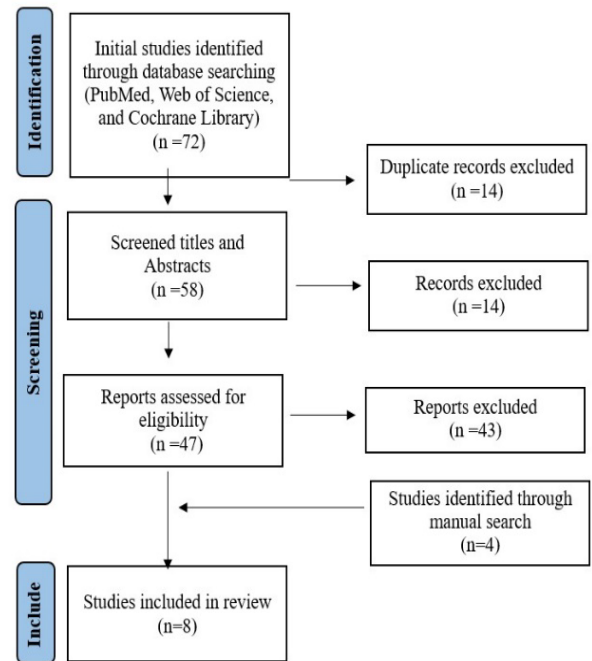 Identification
Initial studies identified
through database searching
(PubMed, Web of Science,
and Cochrane Library)
(n =72)
Duplicate records excluded
(n =14)
Screening
Screened titles and
Abstracts
(n =58)
Records excluded
(n =14)
Reports assessed for
eligibility
(n =47)
Reports excluded
(n =43)
Studies identified through
manual search
(n=4)
Include
Studies included in review
(n=8)